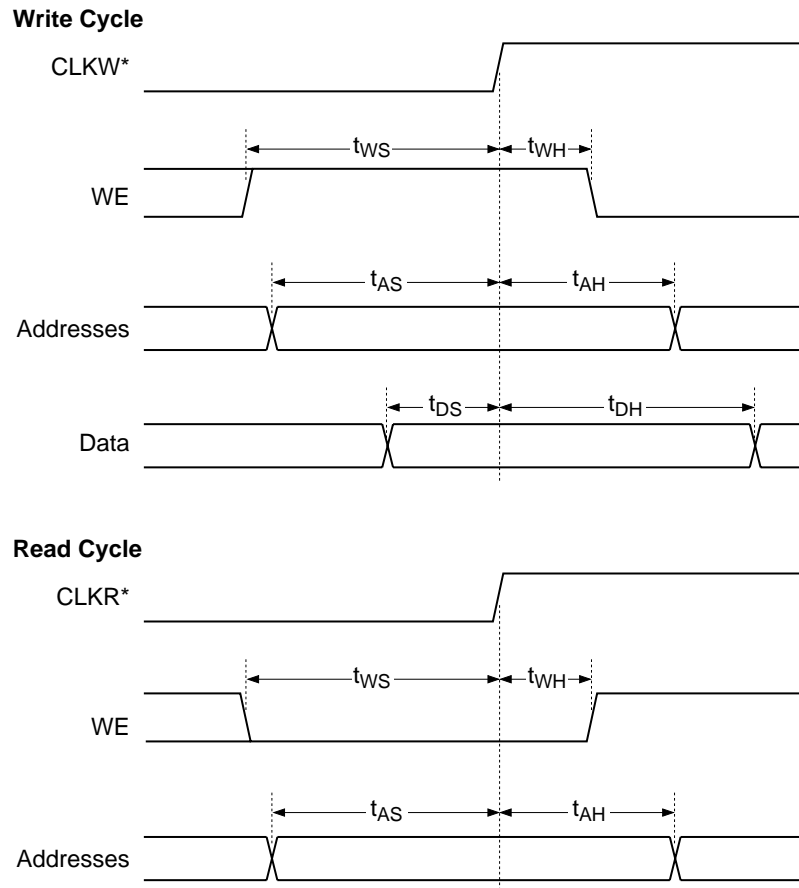 Write Cycle
CLKW*
tWS
tWH
WE
tAS
tAH
Addresses
tDS
tDH
Data
Read Cycle
CLKR*
tWS
tWH
WE
tAS
tAH
Addresses